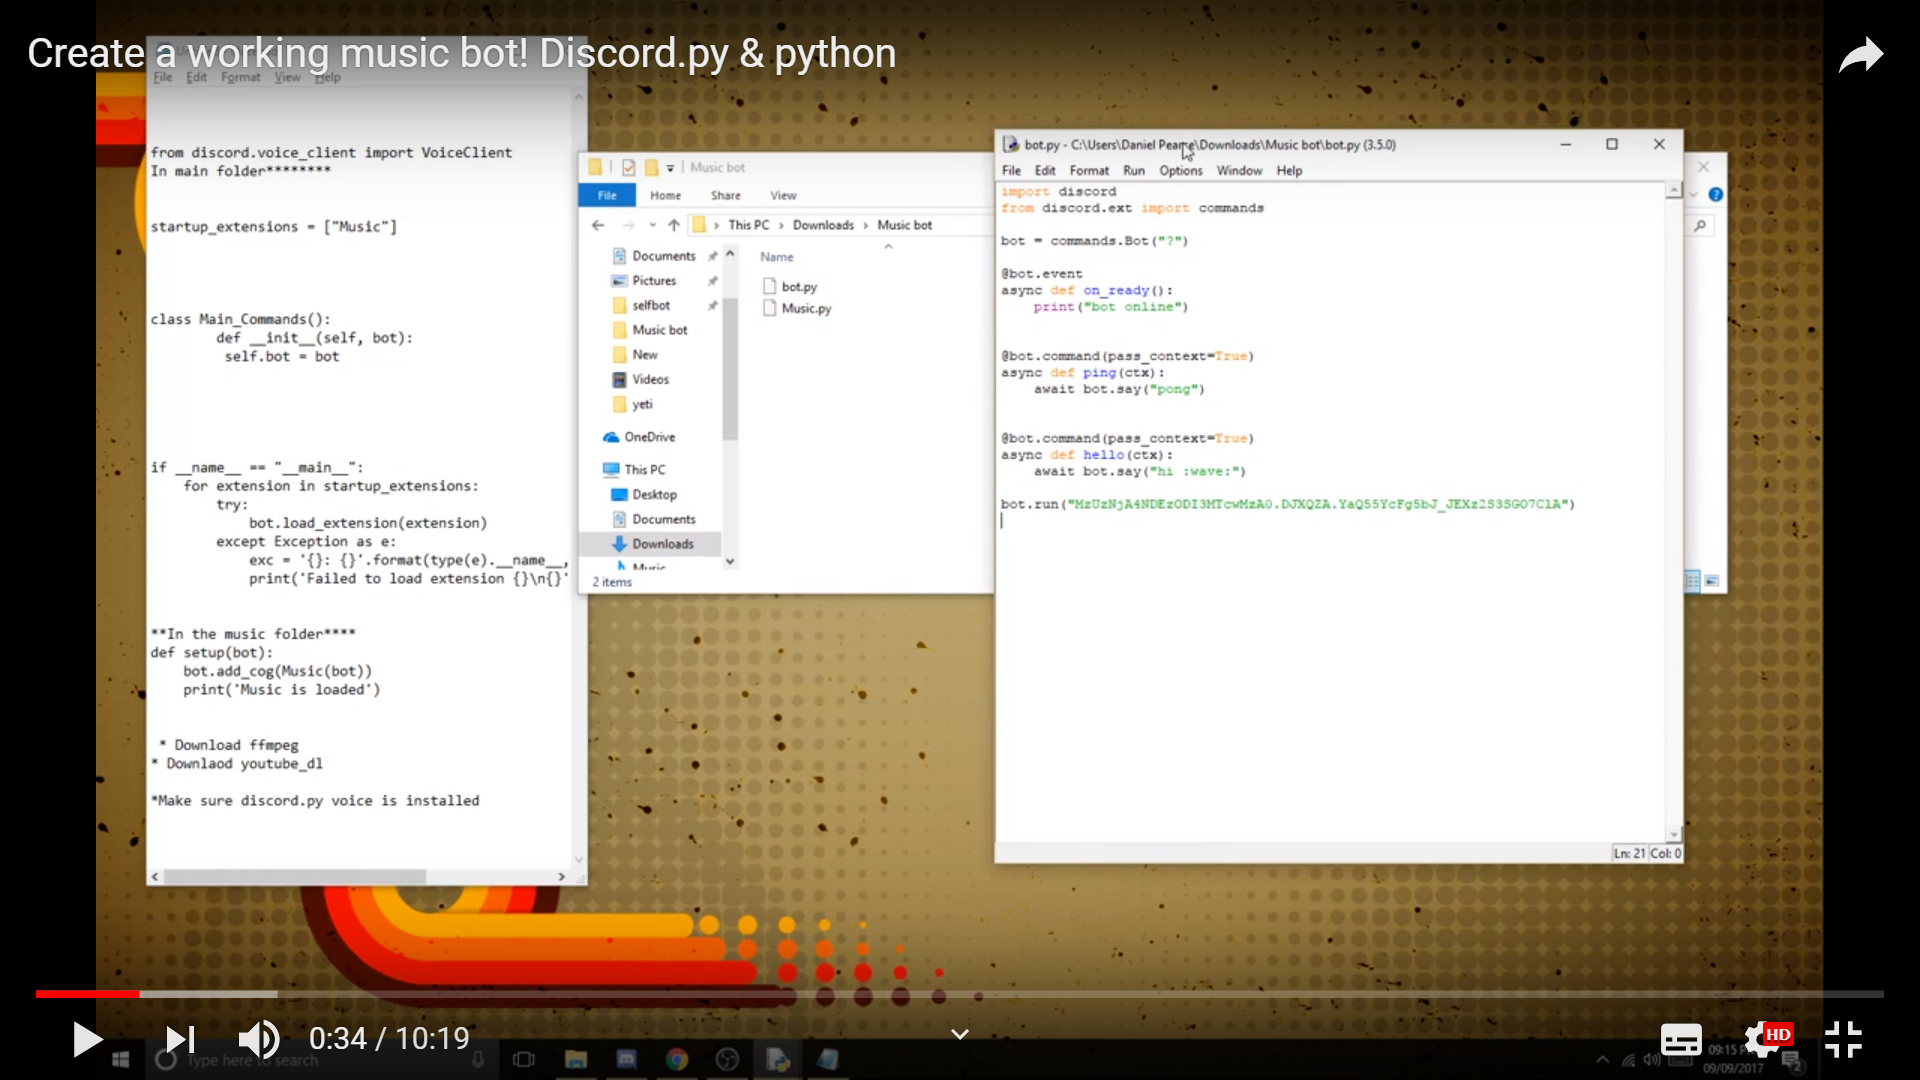 Create a working music bot! Discord.py & python
File Edit Format View Help
from discord.voice_client import VoiceClient
In main folder********
startup_extensions = ["Music"]
class Main_Commands():
def __init__(self, bot):
self.bot = bot
if __name__ == "__main__":
for extension in startup_extensions:
try:
bot.load_extension(extension)
except Exception as e:
exc = '{}: {}'.format(type(e).__name__,
print('Failed to load extension {}\n{}'
**In the music folder****
def setup(bot):
bot.add_cog(Music(bot))
print('Music is loaded')
* Download ffmpeg
* Downlaod youtube_dl
*Make sure discord.py voice is installed
Music bot
File Home Share View
This PC > Downloads > Music bot
Documents
Pictures
selfbot
Music bot
New
Videos
yeti
OneDrive
This PC
Desktop
Documents
Downloads
Music
Name
bot.py
Music.py
2 items
bot.py - C:\Users\Daniel Pearse\Downloads\Music bot\bot.py (3.5.0)
File Edit Format Run Options Window Help
import discord
from discord.ext import commands
bot = commands.Bot("?")
@bot.event
async def on_ready():
print("bot online")
@bot.command(pass_context=True)
async def ping(ctx):
await bot.say("pong")
@bot.command(pass_context=True)
async def hello(ctx):
await bot.say("hi :wave:")
bot.run("MzUzNjA4NDEzODI3MTcwMzA0.DJXQZA.YaQ55YcFg5bJ_JEXz2S3SGO7ClA")
Ln: 21 Col: 0
0:34 / 10:19
HD
Type here to search
09:15
09/09/2017
2